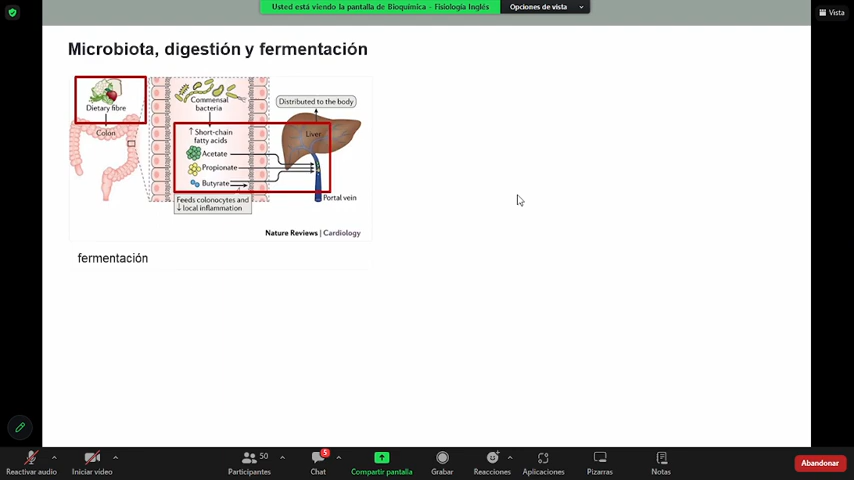 Usted está viendo la pantalla de Bioquímica - Fisiología Inglés
Opciones de vista
Vista
Microbiota, digestión y fermentación
Dietary fibre
Colon
Commensal
bacteria
↑ Short-chain
fatty acids
Acetate
Propionate
Butyrate
Feeds colonocytes and
↓ local inflammation
Distributed to the body
Liver
Portal vein
Nature Reviews | Cardiology
fermentación
Reactivar audio
Iniciar video
50
Participantes
5
Chat
Compartir pantalla
Grabar
Reacciones
Aplicaciones
Pizarras
Notas
Abandonar